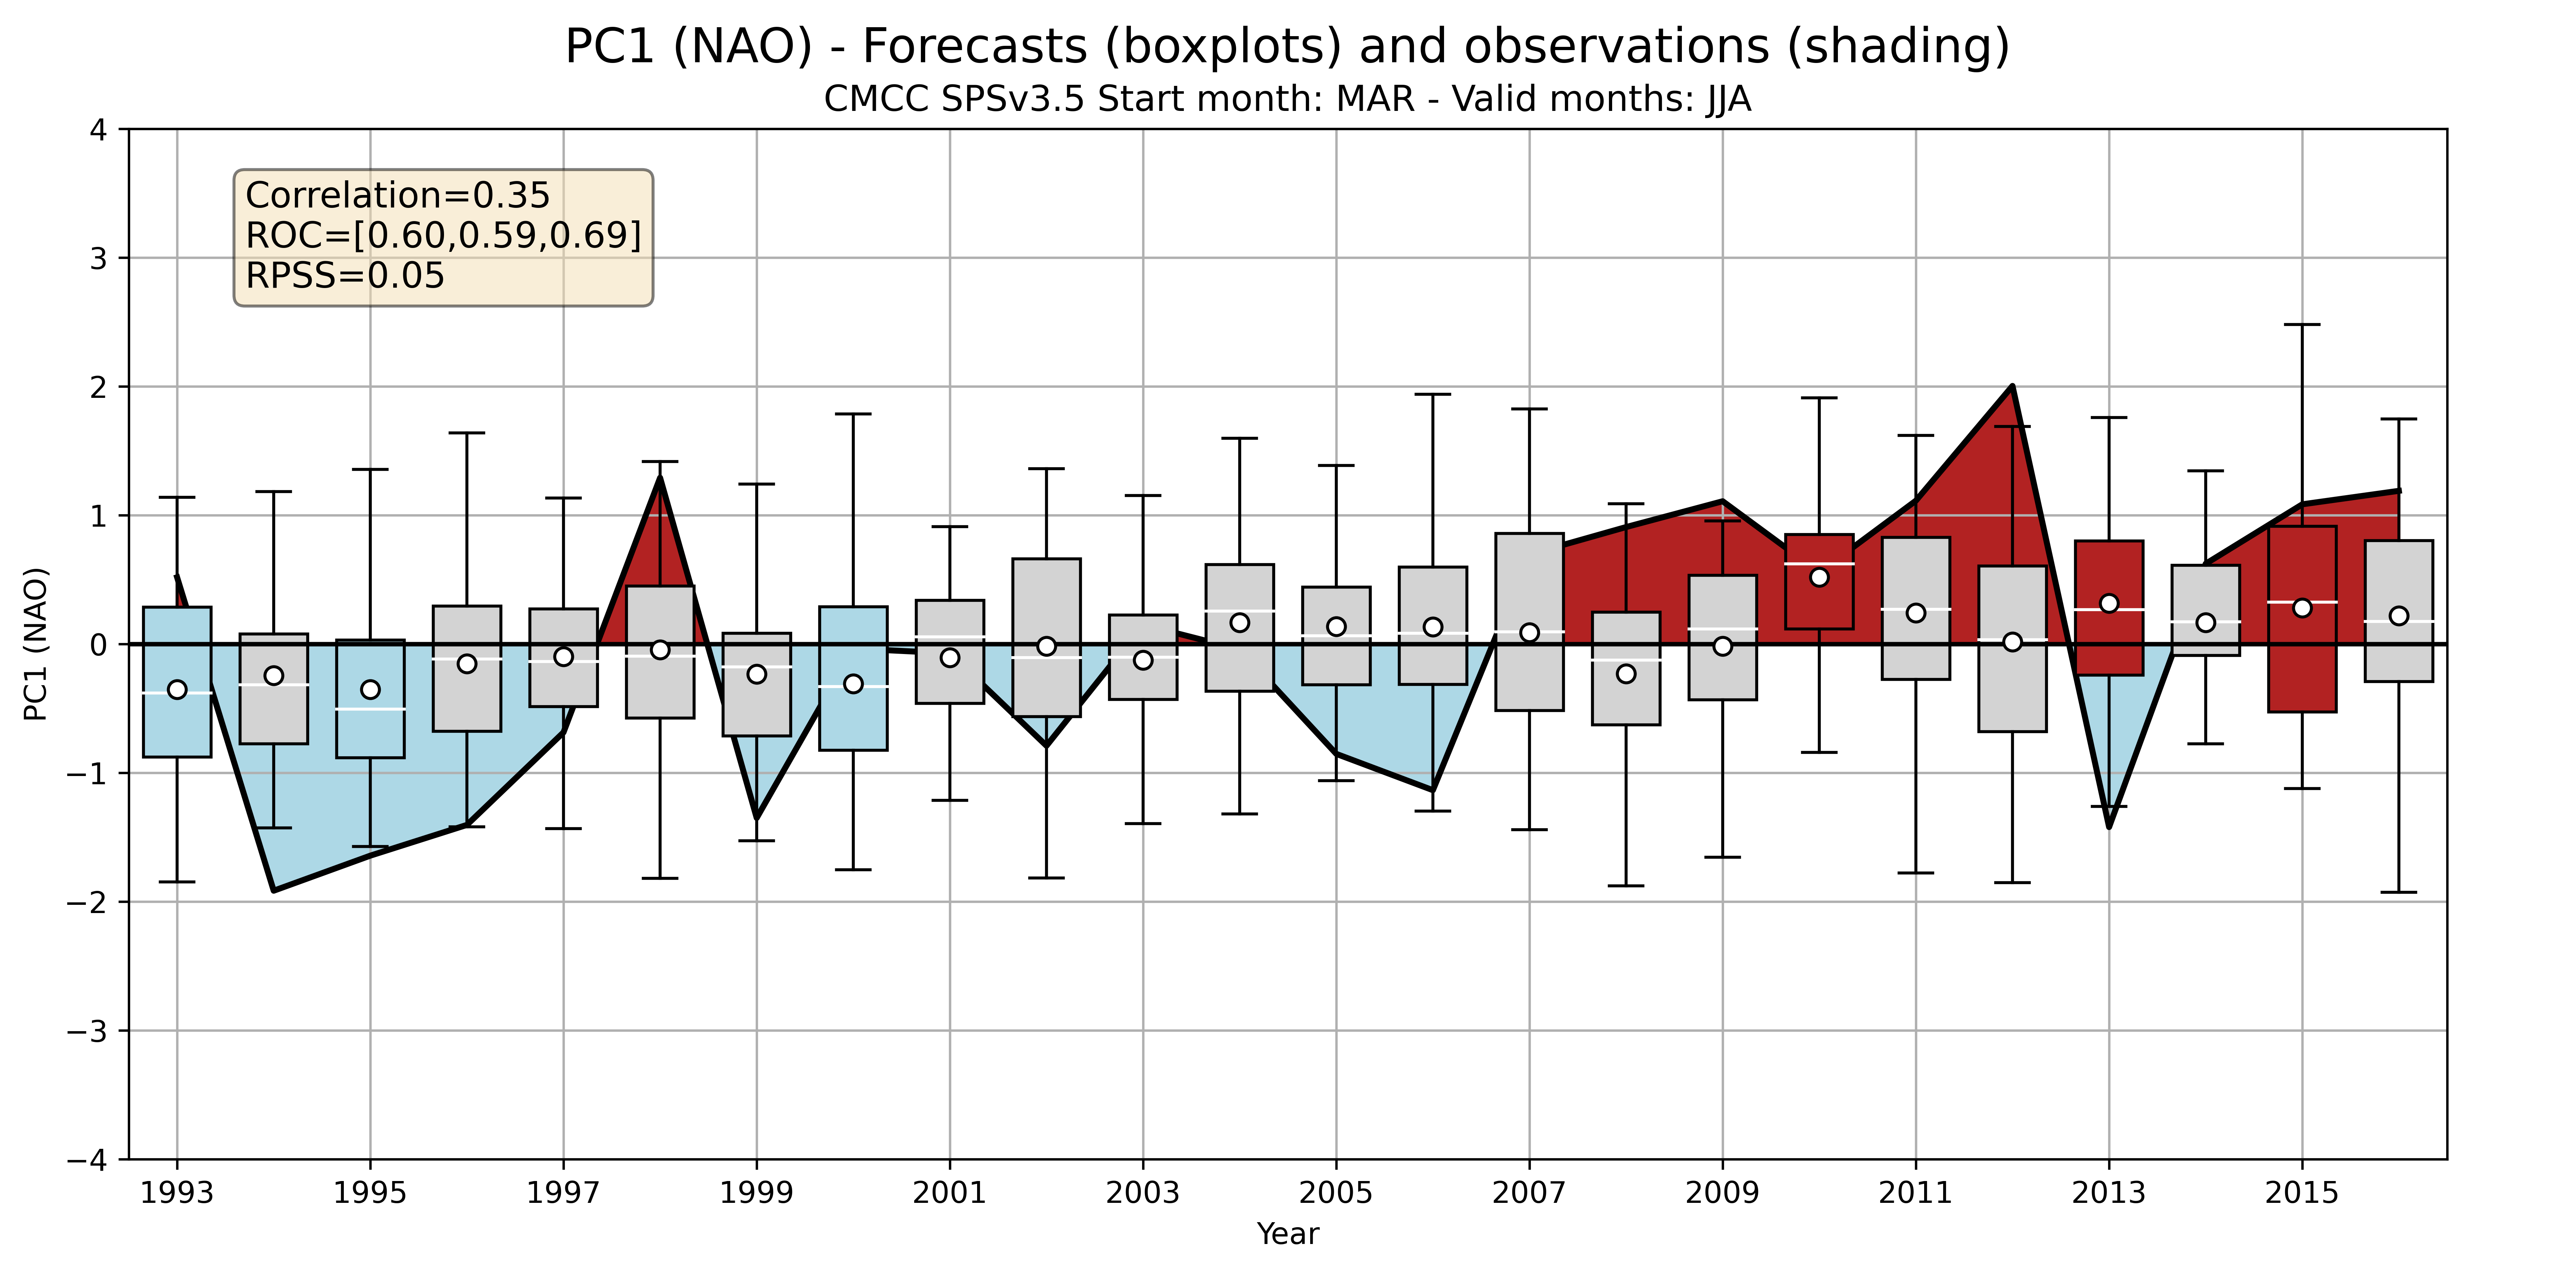 PC1 (NAO) - Forecasts (boxplots) and observations (shading)
CMCC SPSv3.5 Start month: MAR - Valid months: JJA
Correlation=0.35
ROC=[0.60,0.59,0.69]
RPSS=0.05
PC1 (NAO)
4
3
2
1
0
−1
−2
−3
−4
1993 1995 1997 1999 2001 2003 2005 2007 2009 2011 2013 2015
Year